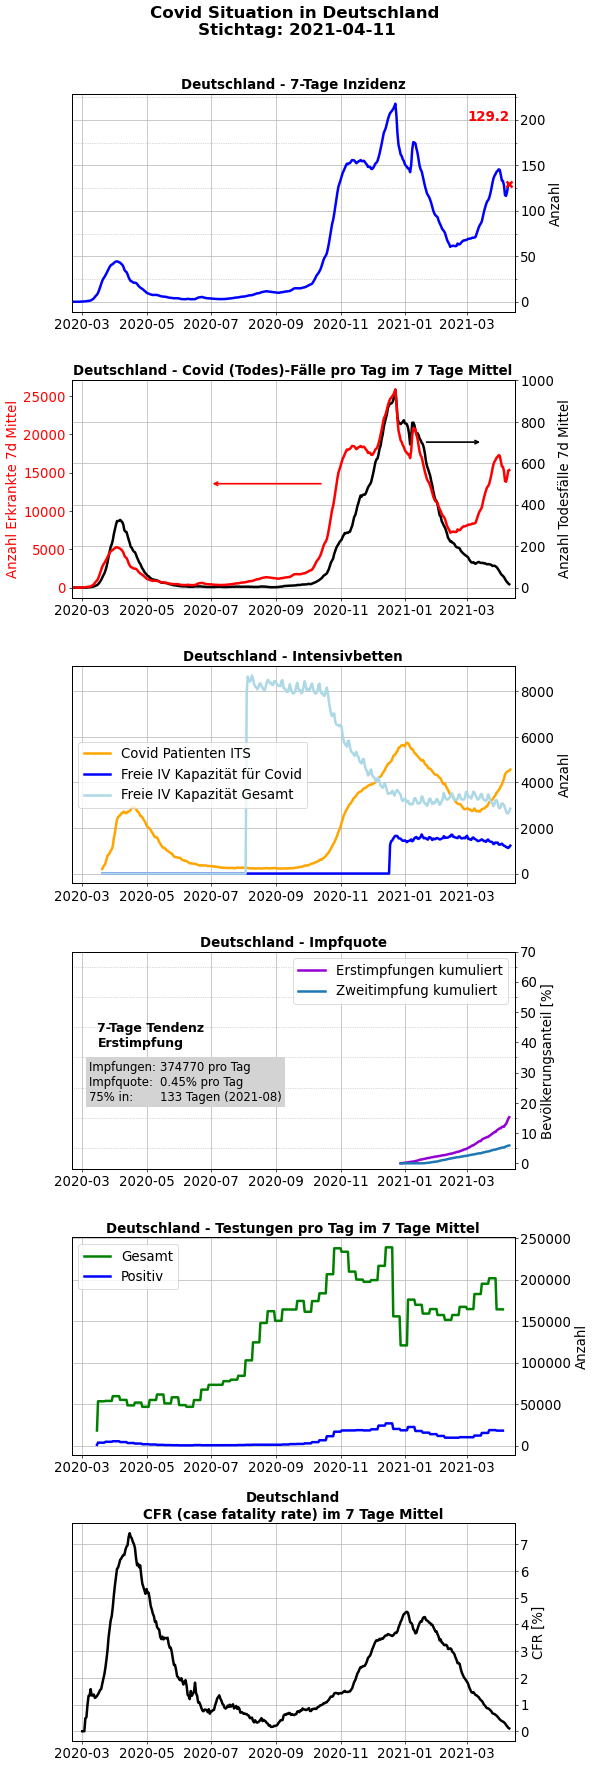 Covid Situation in Deutschland
Stichtag: 2021-04-11
Deutschland - 7-Tage Inzidenz
129.2
200
150
100
50
0
Anzahl
2020-03 2020-05 2020-07 2020-09 2020-11 2021-01 2021-03
Deutschland - Covid (Todes)-Fälle pro Tag im 7 Tage Mittel
Anzahl Erkrankte 7d Mittel
25000
20000
15000
10000
5000
0
1000
800
600
400
200
0
Anzahl Todesfälle 7d Mittel
2020-03 2020-05 2020-07 2020-09 2020-11 2021-01 2021-03
Deutschland - Intensivbetten
Covid Patienten ITS
Freie IV Kapazität für Covid
Freie IV Kapazität Gesamt
8000
6000
4000
2000
0
Anzahl
2020-03 2020-05 2020-07 2020-09 2020-11 2021-01 2021-03
Deutschland - Impfquote
Erstimpfungen kumuliert
Zweitimpfung kumuliert
7-Tage Tendenz
Erstimpfung
Impfungen: 374770 pro Tag
Impfquote: 0.45% pro Tag
75% in: 133 Tagen (2021-08)
70
60
50
40
30
20
10
0
Bevölkerungsanteil [%]
2020-03 2020-05 2020-07 2020-09 2020-11 2021-01 2021-03
Deutschland - Testungen pro Tag im 7 Tage Mittel
Gesamt
Positiv
250000
200000
150000
100000
50000
0
Anzahl
2020-03 2020-05 2020-07 2020-09 2020-11 2021-01 2021-03
Deutschland
CFR (case fatality rate) im 7 Tage Mittel
7
6
5
4
3
2
1
0
CFR [%]
2020-03 2020-05 2020-07 2020-09 2020-11 2021-01 2021-03